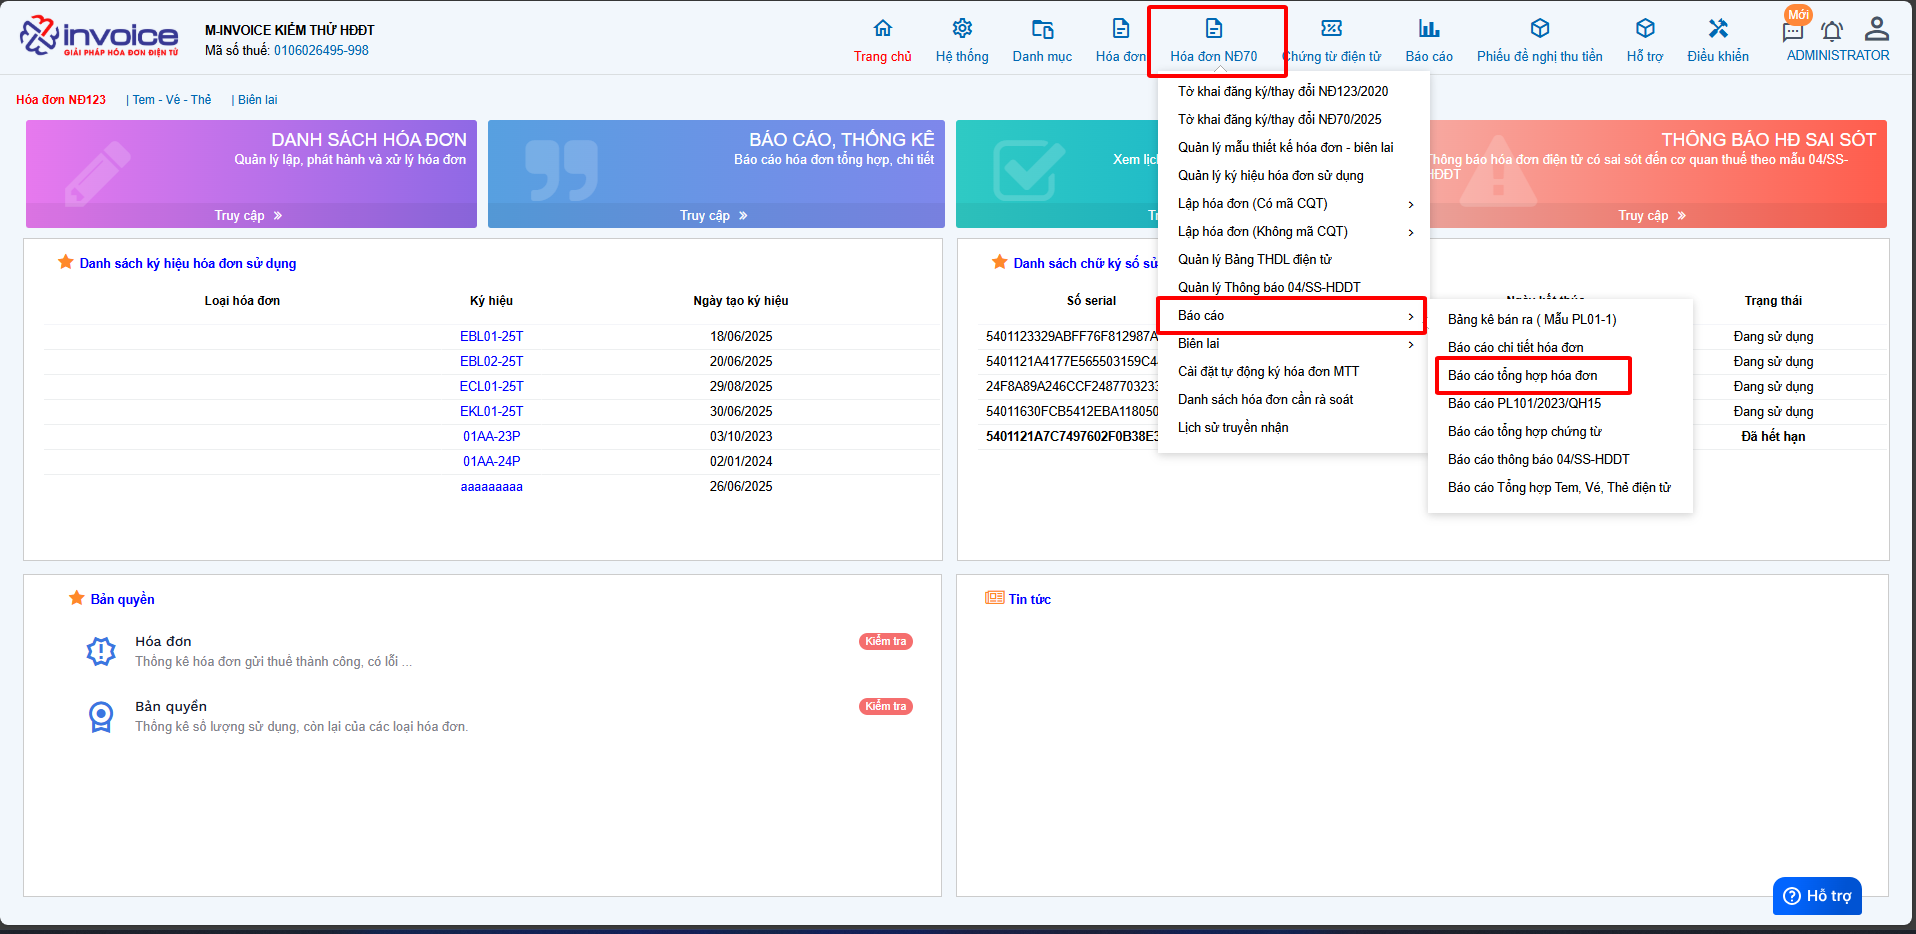 invoice
GIẢI PHÁP HÓA ĐƠN ĐIỆN TỬ
M-INVOICE KIỂM THỬ HĐĐT
Mã số thuế: 0106026495-998
Trang chủ
Hệ thống
Danh mục
Hóa đơn
Hóa đơn NĐ70
Chứng từ điện tử
Báo cáo
Phiếu đề nghị thu tiền
Hỗ trợ
Điều khiển
Mới
ADMINISTRATOR
Hóa đơn NĐ123 | Tem - Vé - Thẻ | Biên lai
DANH SÁCH HÓA ĐƠN
Quản lý lập, phát hành và xử lý hóa đơn
Truy cập »
BÁO CÁO, THỐNG KÊ
Báo cáo hóa đơn tổng hợp, chi tiết
Truy cập »
Xem lịc
Tr
THÔNG BÁO HĐ SAI SÓT
Thông báo hóa đơn điện tử có sai sót đến cơ quan thuế theo mẫu 04/SS-
HĐĐT
Truy cập »
Tờ khai đăng ký/thay đổi NĐ123/2020
Tờ khai đăng ký/thay đổi NĐ70/2025
Quản lý mẫu thiết kế hóa đơn - biên lai
Quản lý ký hiệu hóa đơn sử dụng
Lập hóa đơn (Có mã CQT)
Lập hóa đơn (Không mã CQT)
Quản lý Bảng THDL điện tử
Quản lý Thông báo 04/SS-HDDT
Báo cáo
Biên lai
Cài đặt tự động ký hóa đơn MTT
Danh sách hóa đơn cần rà soát
Lịch sử truyền nhận
Bảng kê bán ra ( Mẫu PL01-1)
Báo cáo chi tiết hóa đơn
Báo cáo tổng hợp hóa đơn
Báo cáo PL101/2023/QH15
Báo cáo tổng hợp chứng từ
Báo cáo thông báo 04/SS-HDDT
Báo cáo Tổng hợp Tem, Vé, Thẻ điện tử
Danh sách ký hiệu hóa đơn sử dụng
Loại hóa đơn Ký hiệu Ngày tạo ký hiệu
EBL01-25T 18/06/2025
EBL02-25T 20/06/2025
ECL01-25T 29/08/2025
EKL01-25T 30/06/2025
01AA-23P 03/10/2023
01AA-24P 02/01/2024
aaaaaaaaa 26/06/2025
Danh sách chữ ký số sử
Số serial Trạng thái
5401123329ABFF76F812987A Đang sử dụng
5401121A4177E565503159C4 Đang sử dụng
24F8A89A246CCF2487703233 Đang sử dụng
54011630FCB5412EBA118050 Đang sử dụng
5401121A7C7497602F0B38E3 Đã hết hạn
Bản quyền
Hóa đơn
Thống kê hóa đơn gửi thuế thành công, có lỗi ...
Kiểm tra
Bản quyền
Thống kê số lượng sử dụng, còn lại của các loại hóa đơn.
Kiểm tra
Tin tức
Hỗ trợ